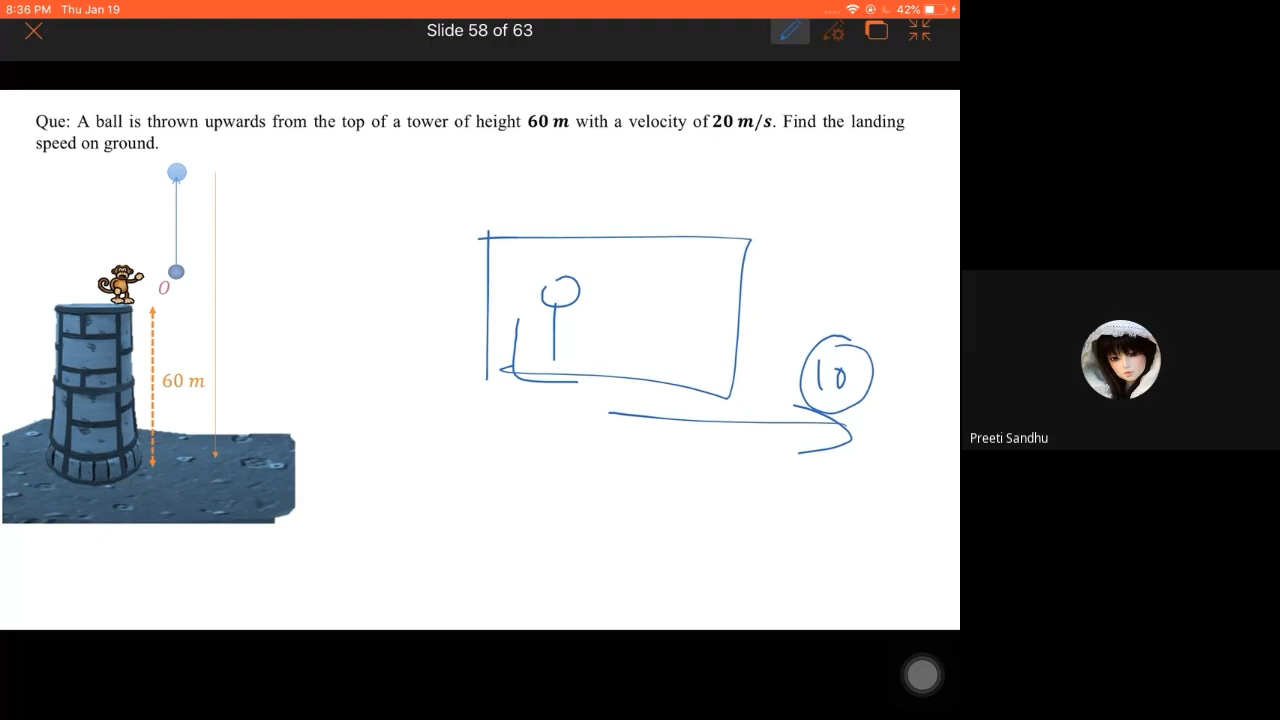 8:36 PM Thu Jan 19
42%
Slide 58 of 63
Que: A ball is thrown upwards from the top of a tower of height 60 m with a velocity of 20 m/s. Find the landing
speed on ground.
O
60 m
10
Preeti Sandhu